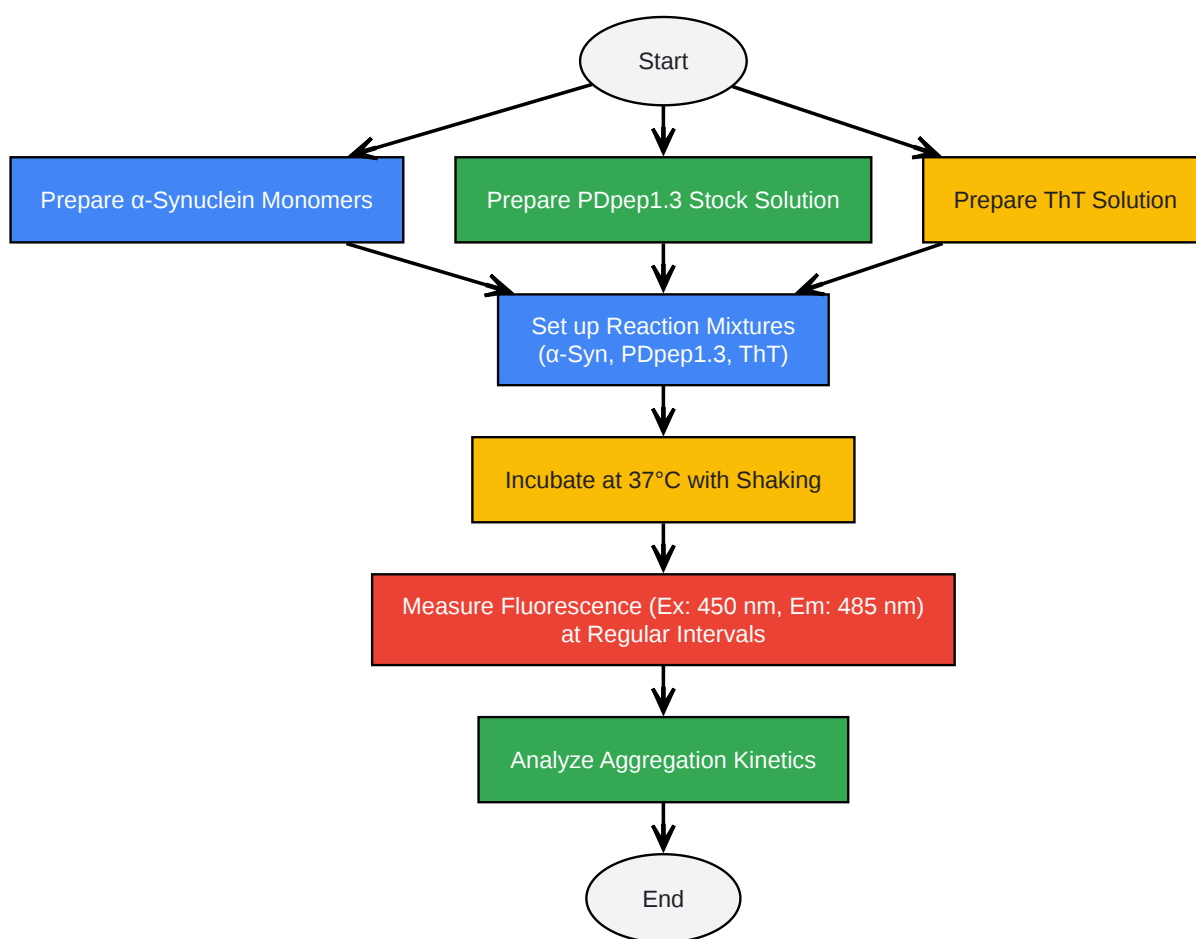 Start
Prepare α-Synuclein Monomers
Prepare PDpep1.3 Stock Solution
Prepare ThT Solution
Set up Reaction Mixtures
(α-Syn, PDpep1.3, ThT)
Incubate at 37°C with Shaking
Measure Fluorescence (Ex: 450 nm, Em: 485 nm)
at Regular Intervals
Analyze Aggregation Kinetics
End